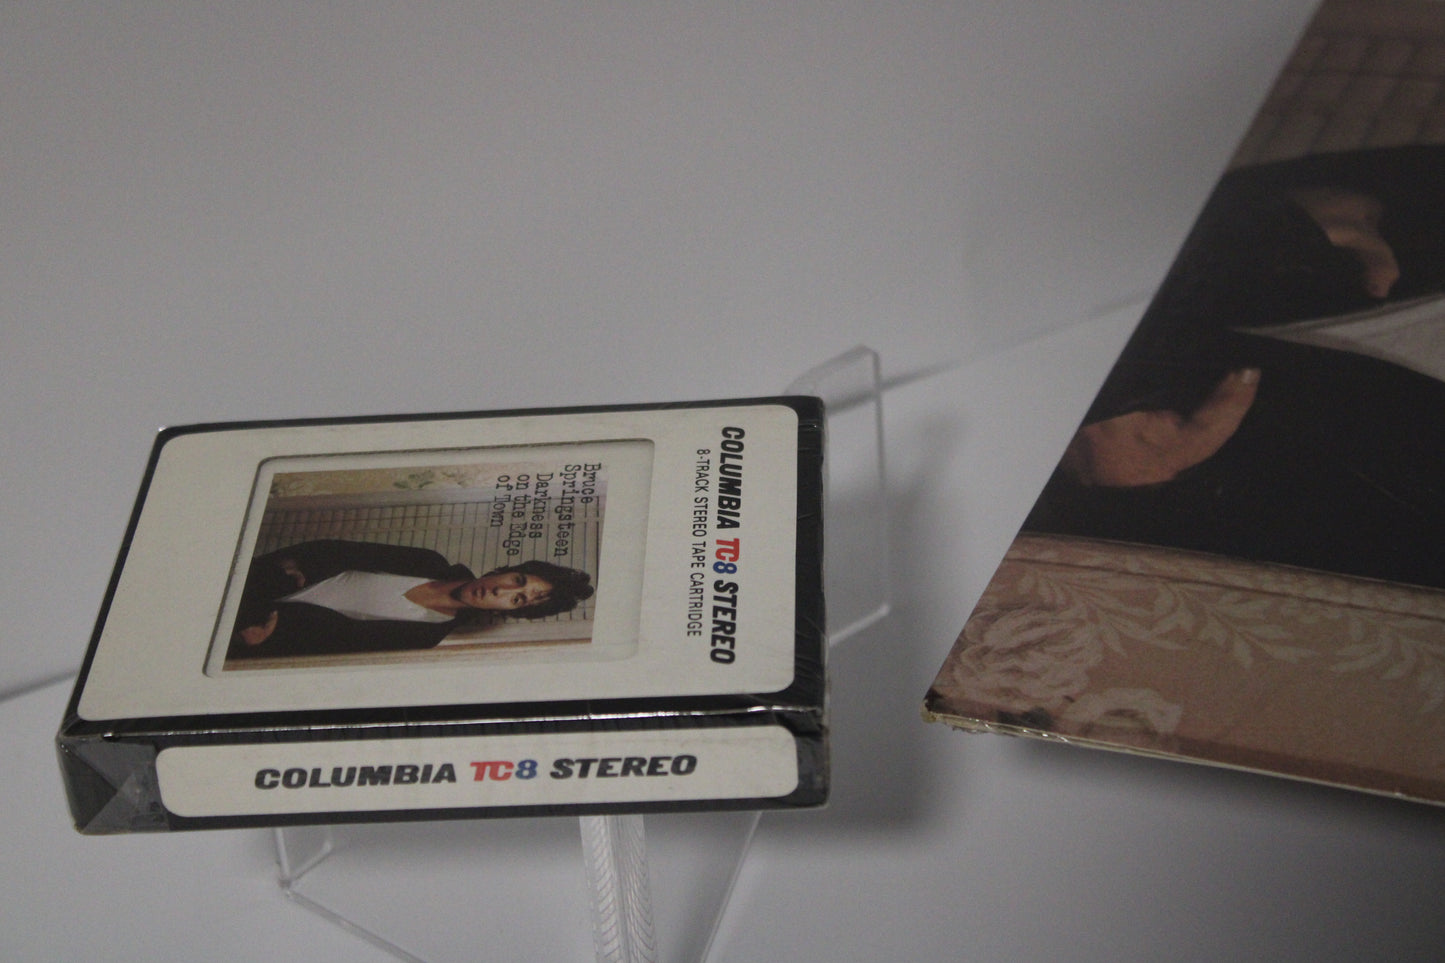 COLUMBIA TC8 STEREO
8-TRACK STEREO TAPE CARTRIDGE
Bruce
Springsteen
Darkness
on the Edge
of Town
COLUMBIA TC8 STEREO